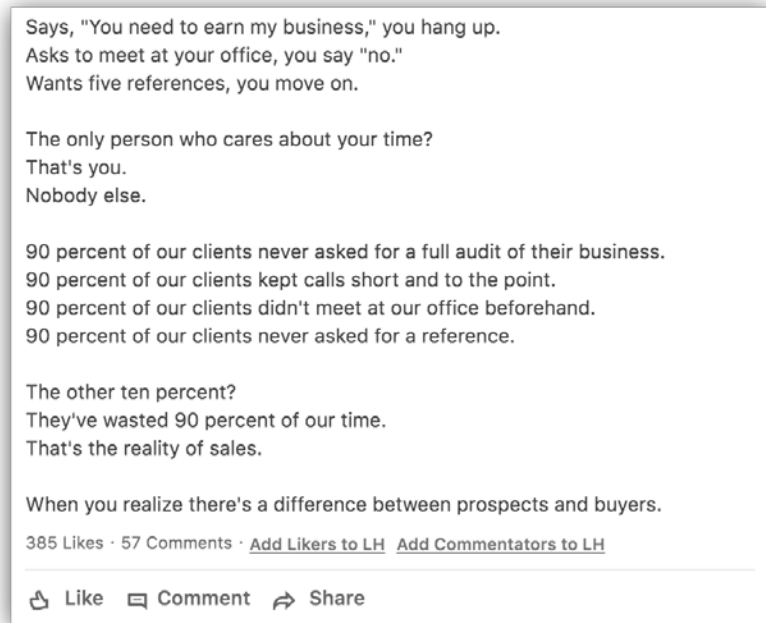 Says, "You need to earn my business," you hang up.
Asks to meet at your office, you say "no."
Wants five references, you move on.
The only person who cares about your time?
That's you.
Nobody else.
90 percent of our clients never asked for a full audit of their business.
90 percent of our clients kept calls short and to the point.
90 percent of our clients didn't meet at our office beforehand.
90 percent of our clients never asked for a reference.
The other ten percent?
They've wasted 90 percent of our time.
That's the reality of sales.
When you realize there's a difference between prospects and buyers.
385 Likes · 57 Comments · Add Likers to LH Add Commentators to LH
Like Comment Share